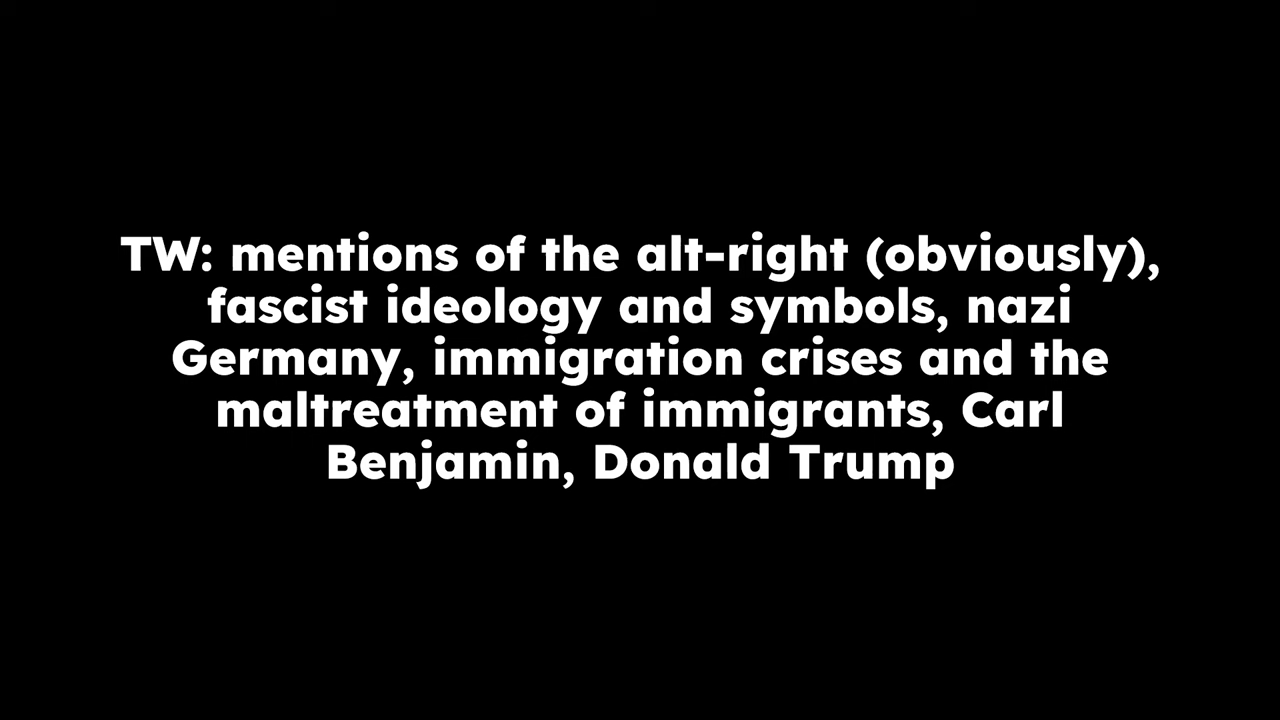 TW: mentions of the alt-right (obviously),
fascist ideology and symbols, nazi
Germany, immigration crises and the
maltreatment of immigrants, Carl
Benjamin, Donald Trump